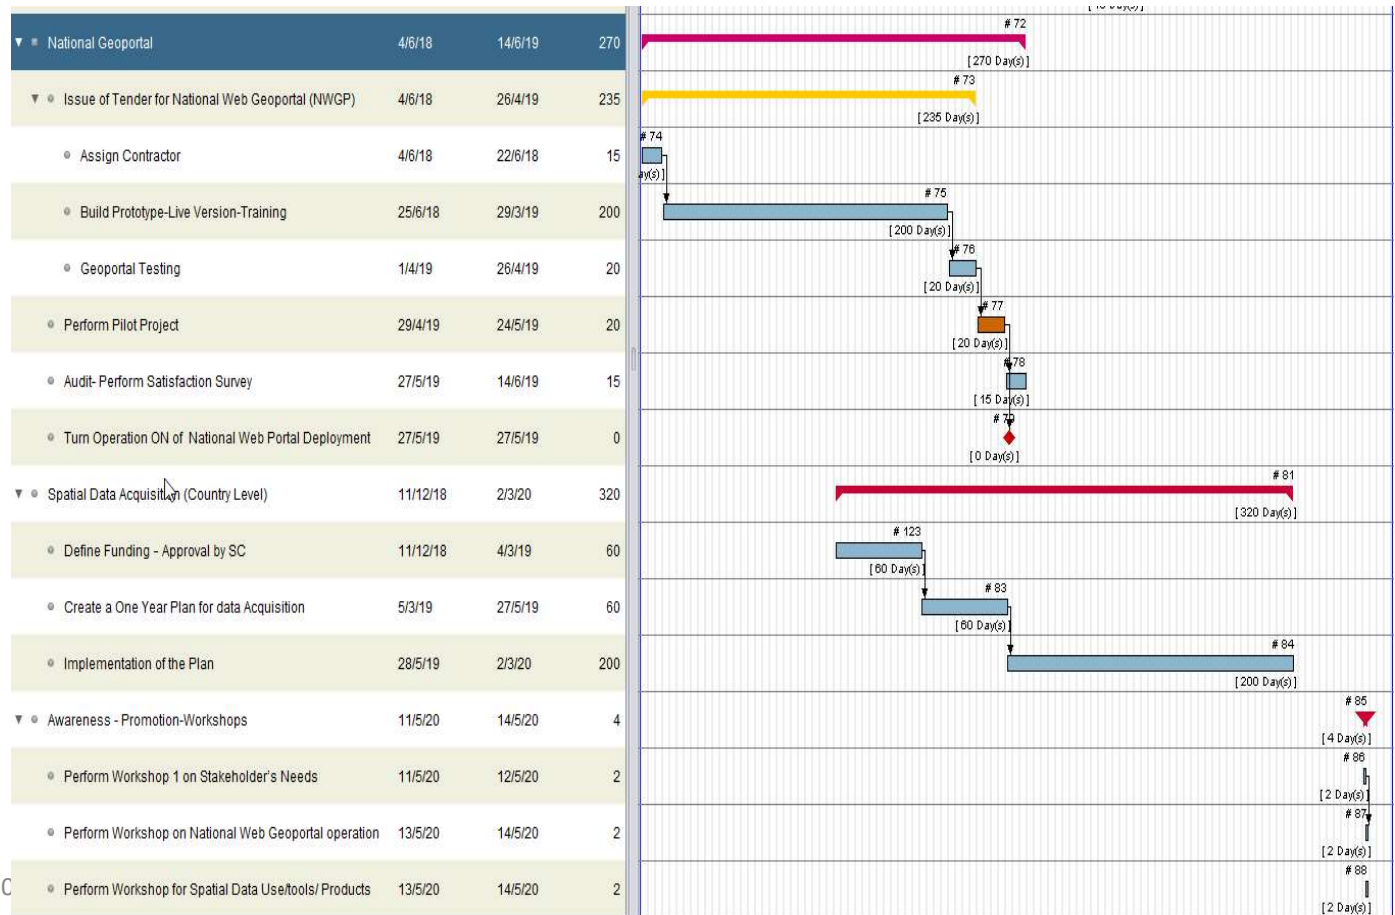 # 72
National Geoportal 4/6/18 14/6/19 270
[ 270 Day(s) ]
# 73
Issue of Tender for National Web Geoportal (NWGP) 4/6/18 26/4/19 235
[ 235 Day(s) ]
# 74
Assign Contractor 4/6/18 22/6/18 15
ay(s) ]
# 75
Build Prototype-Live Version-Training 25/6/18 29/3/19 200
[ 200 Day(s) ]
# 76
Geoportal Testing 1/4/19 26/4/19 20
[ 20 Day(s) ]
# 77
Perform Pilot Project 29/4/19 24/5/19 20
[ 20 Day(s) ]
# 78
Audit- Perform Satisfaction Survey 27/5/19 14/6/19 15
[ 15 Day(s) ]
# 79
Turn Operation ON of National Web Portal Deployment 27/5/19 27/5/19 0
[ 0 Day(s) ]
# 81
Spatial Data Acquisition (Country Level) 11/12/18 2/3/20 320
[ 320 Day(s) ]
# 123
Define Funding - Approval by SC 11/12/18 4/3/19 60
[ 60 Day(s) ]
# 83
Create a One Year Plan for data Acquisition 5/3/19 27/5/19 60
[ 60 Day(s) ]
# 84
Implementation of the Plan 28/5/19 2/3/20 200
[ 200 Day(s) ]
# 85
Awareness - Promotion-Workshops 11/5/20 14/5/20 4
[ 4 Day(s) ]
# 86
Perform Workshop 1 on Stakeholder's Needs 11/5/20 12/5/20 2
[ 2 Day(s) ]
# 87
Perform Workshop on National Web Geoportal operation 13/5/20 14/5/20 2
[ 2 Day(s) ]
# 88
Perform Workshop for Spatial Data Use/tools/ Products 13/5/20 14/5/20 2
[ 2 Day(s) ]